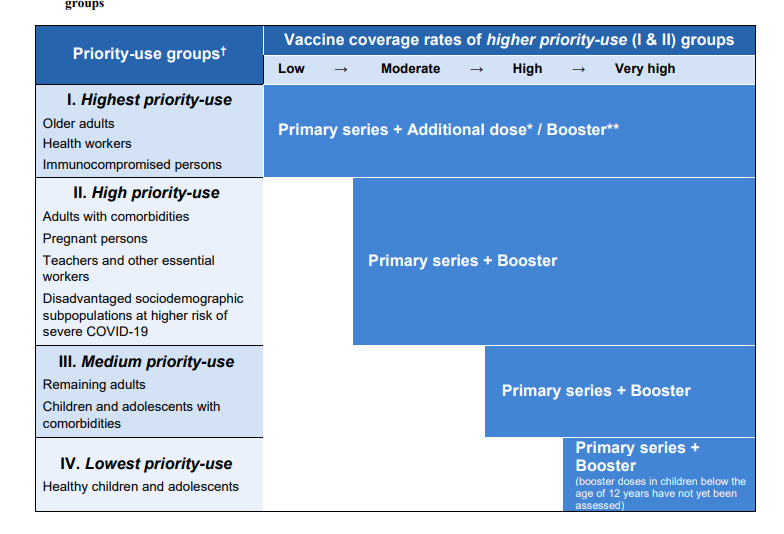 groups
Priority-use groups†
Vaccine coverage rates of higher priority-use (I & II) groups
Low → Moderate → High → Very high
I. Highest priority-use
Older adults
Health workers
Immunocompromised persons
Primary series + Additional dose* / Booster**
II. High priority-use
Adults with comorbidities
Pregnant persons
Teachers and other essential
workers
Disadvantaged sociodemographic
subpopulations at higher risk of
severe COVID-19
Primary series + Booster
III. Medium priority-use
Remaining adults
Children and adolescents with
comorbidities
Primary series + Booster
IV. Lowest priority-use
Healthy children and adolescents
Primary series +
Booster
(booster doses in children below the
age of 12 years have not yet been
assessed)